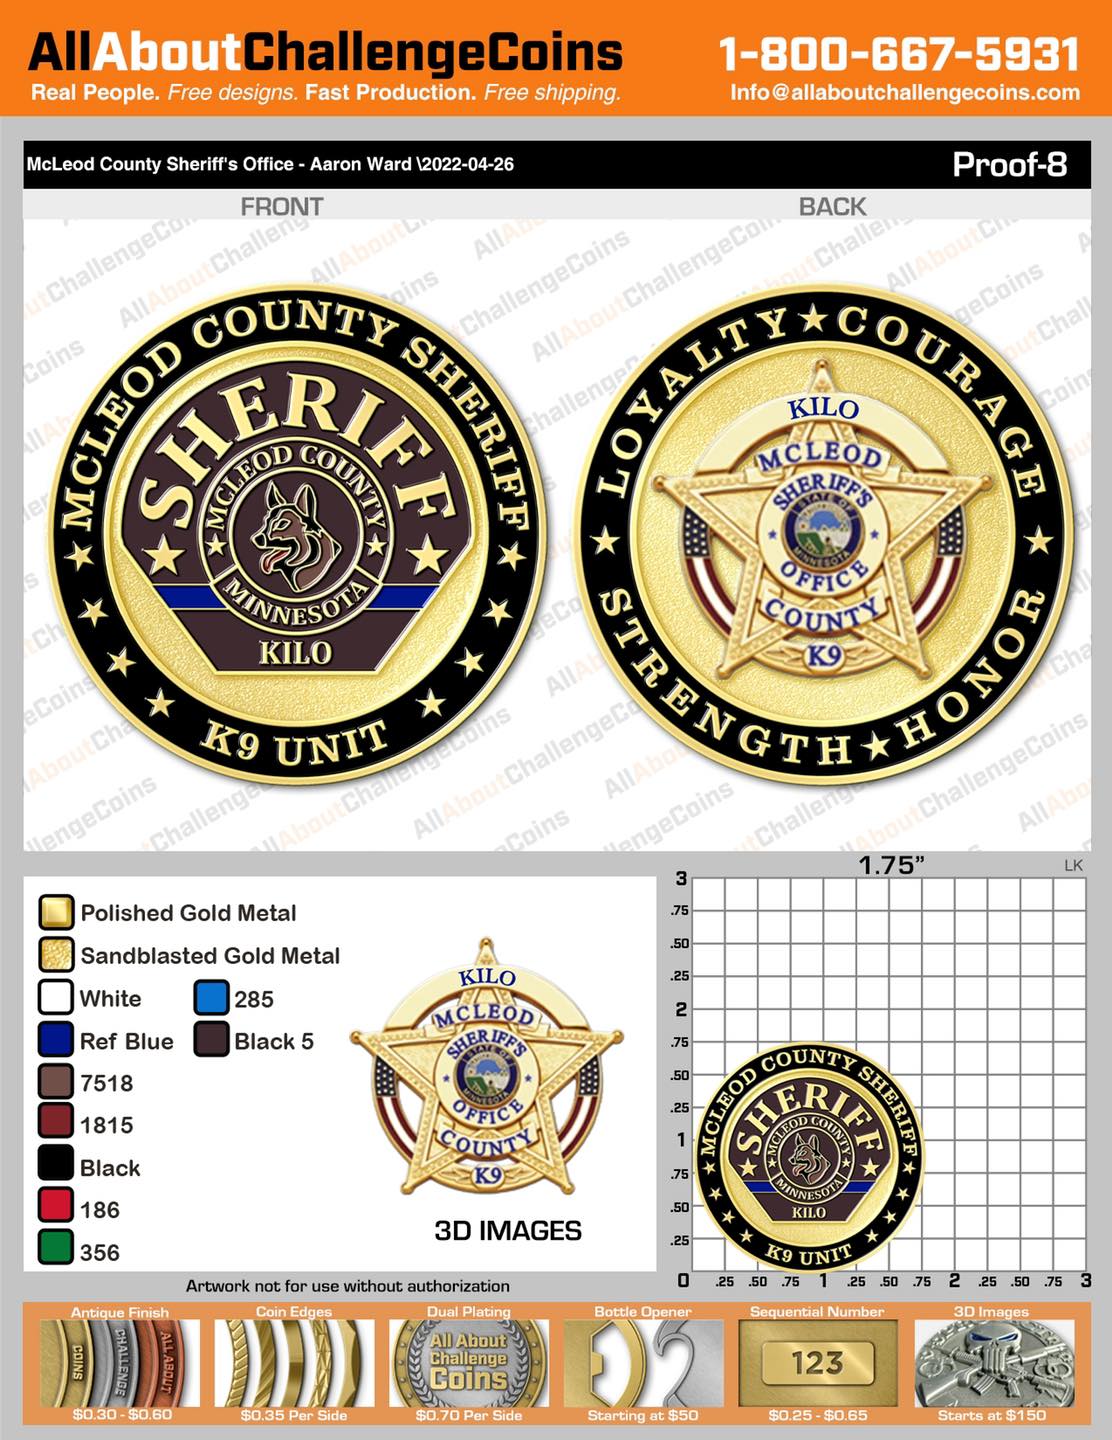 AllAboutChallengeCoins
1-800-667-5931
Real People. Free designs. Fast Production. Free shipping.
Info@allaboutchallengecoins.com
McLeod County Sheriff's Office - Aaron Ward \2022-04-26
Proof-8
FRONT
BACK
MCLEOD COUNTY SHERIFF
SHERIFF
MCLEOD COUNTY
MINNESOTA
KILO
K9 UNIT
LOYALTY★COURAGE
KILO
MCLEOD
SHERIFF'S
STATE OF
MINNESOTA
OFFICE
COUNTY
K9
STRENGTH★HONOR
1.75”
LK
Polished Gold Metal
Sandblasted Gold Metal
White
285
Ref Blue
Black 5
7518
1815
Black
186
356
KILO
MCLEOD
SHERIFF'S
STATE OF
MINNESOTA
OFFICE
COUNTY
K9
3D IMAGES
3
.75
.50
.25
2
.75
.50
.25
1
.75
.50
.25
0 .25 .50 .75 1 .25 .50 .75 2 .25 .50 .75 3
MCLEOD COUNTY SHERIFF
SHERIFF
MCLEOD COUNTY
MINNESOTA
KILO
K9 UNIT
Artwork not for use without authorization
Antique Finish
Coin Edges
Dual Plating
Bottle Opener
Sequential Number
3D Images
COINS
CHALLENGE
ALL ABOUT
All About
Challenge
Coins
123
$0.30 - $0.60
$0.35 Per Side
$0.70 Per Side
Starting at $50
$0.25 - $0.65
Starts at $150